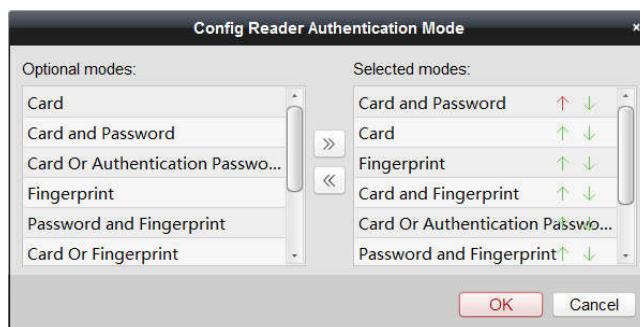 Config Reader Authentication Mode ×
Optional modes:
Card
Card and Password
Card Or Authentication Passwo...
Fingerprint
Password and Fingerprint
Card Or Fingerprint
Selected modes:
Card and Password
Card
Fingerprint
Card and Fingerprint
Card Or Authentication Passwo...
Password and Fingerprint
OK Cancel